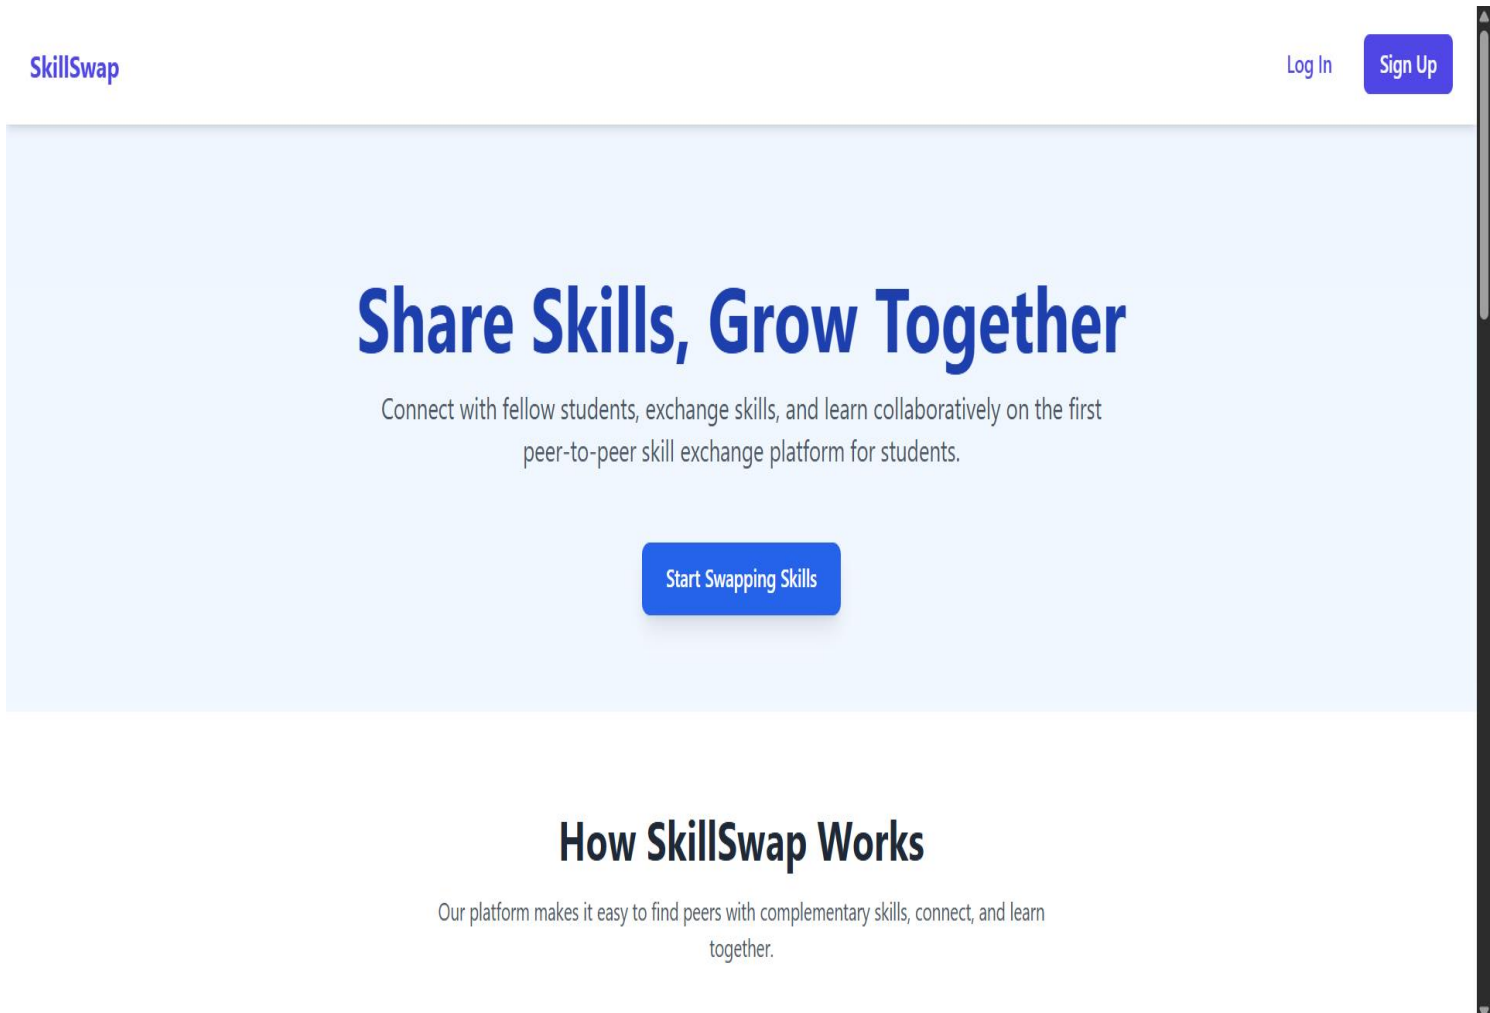 SkillSwap
Log In
Sign Up
Share Skills, Grow Together
Connect with fellow students, exchange skills, and learn collaboratively on the first
peer-to-peer skill exchange platform for students.
Start Swapping Skills
How SkillSwap Works
Our platform makes it easy to find peers with complementary skills, connect, and learn
together.